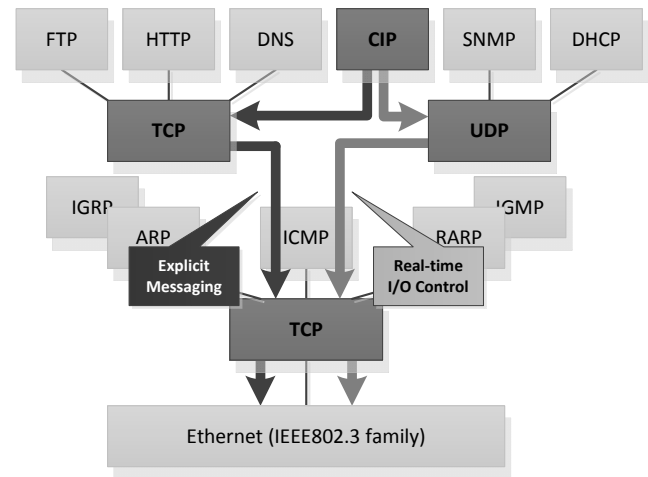 FTP
HTTP
DNS
CIP
SNMP
DHCP
TCP
UDP
IGRP
IGMP
ARP
ICMP
RARP
Explicit
Messaging
Real-time
I/O Control
TCP
Ethernet (IEEE802.3 family)